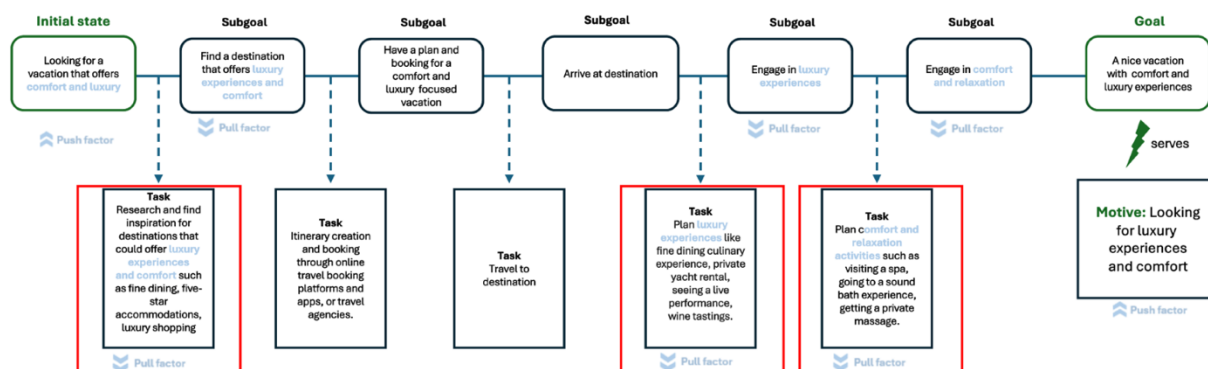 Initial state
Looking for a
vacation that offers
comfort and luxury
Push factor
Subgoal
Find a destination
that offers luxury
experiences and
comfort
Pull factor
Subgoal
Have a plan and
booking for a
comfort and
luxury focused
vacation
Subgoal
Arrive at destination
Subgoal
Engage in luxury
experiences
Pull factor
Subgoal
Engage in comfort
and relaxation
Pull factor
Goal
A nice vacation
with comfort and
luxury experiences
serves
Task
Research and find
inspiration for
destinations that
could offer luxury
experiences and
comfort such
as fine dining, five-
star
accommodations,
luxury shopping
Pull factor
Task
Itinerary creation
and booking
through online
travel booking
platforms and
apps, or travel
agencies.
Task
Travel to
destination
Task
Plan luxury
experiences like
fine dining culinary
experience, private
yacht rental,
seeing a live
performance,
wine tastings.
Pull factor
Task
Plan comfort and
relaxation
activities such as
visiting a spa,
going to a sound
bath experience,
getting a private
massage.
Pull factor
Motive: Looking
for luxury
experiences
and comfort
Push factor